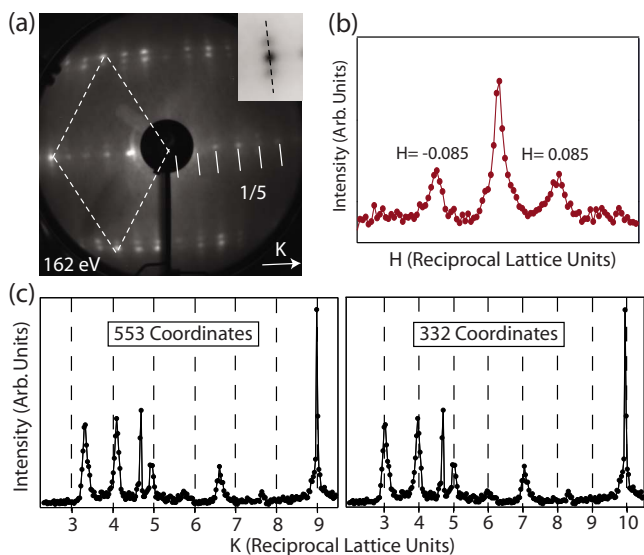 (a)
1/5
162 eV
K
(b)
Intensity (Arb. Units)
H= -0.085
H= 0.085
H (Reciprocal Lattice Units)
(c)
Intensity (Arb. Units)
553 Coordinates
332 Coordinates
3 4 5 6 7 8 9
3 4 5 6 7 8 9 10
K (Reciprocal Lattice Units)